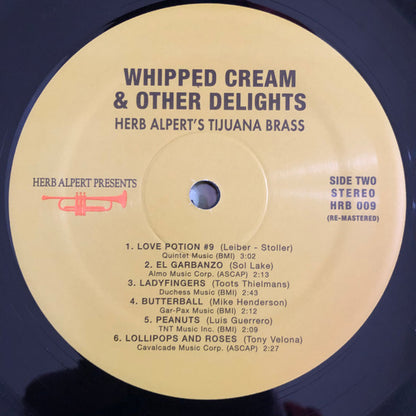 WHIPPED CREAM
& OTHER DELIGHTS
HERB ALPERT'S TIJUANA BRASS
HERB ALPERT PRESENTS
SIDE TWO
STEREO
HRB 009
(RE-MASTERED)
1. LOVE POTION #9 (Leiber - Stoller)
Quintet Music (BMI) 3:02
2. EL GARBANZO (Sol Lake)
Almo Music Corp. (ASCAP) 2:13
3. LADYFINGERS (Toots Thielmans)
Duchess Music (BMI) 2:43
4. BUTTERBALL (Mike Henderson)
Gar-Pax Music (BMI) 2:12
5. PEANUTS (Luis Guerrero)
TNT Music Inc. (BMI) 2:09
6. LOLLIPOPS AND ROSES (Tony Velona)
Cavalcade Music Corp. (ASCAP) 2:27